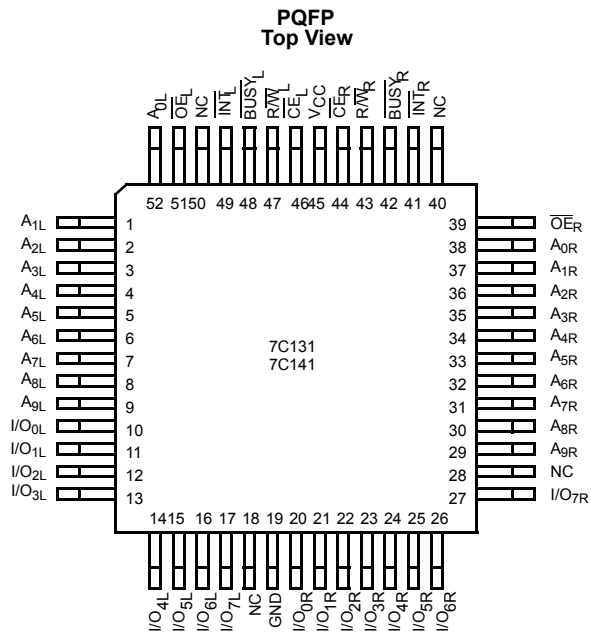 PQFP
Top View
A0L
OEL
NC
INTL
BUSYL
R/WL
CEL
VCC
CER
R/WR
BUSYR
INTR
NC
52 51 50 49 48 47 46 45 44 43 42 41 40
A1L 1
A2L 2
A3L 3
A4L 4
A5L 5
A6L 6
A7L 7
A8L 8
A9L 9
I/O0L 10
I/O1L 11
I/O2L 12
I/O3L 13
7C131
7C141
39 OER
38 A0R
37 A1R
36 A2R
35 A3R
34 A4R
33 A5R
32 A6R
31 A7R
30 A8R
29 A9R
28 NC
27 I/O7R
14 15 16 17 18 19 20 21 22 23 24 25 26
I/O4L
I/O5L
I/O6L
I/O7L
NC
GND
I/O0R
I/O1R
I/O2R
I/O3R
I/O4R
I/O5R
I/O6R